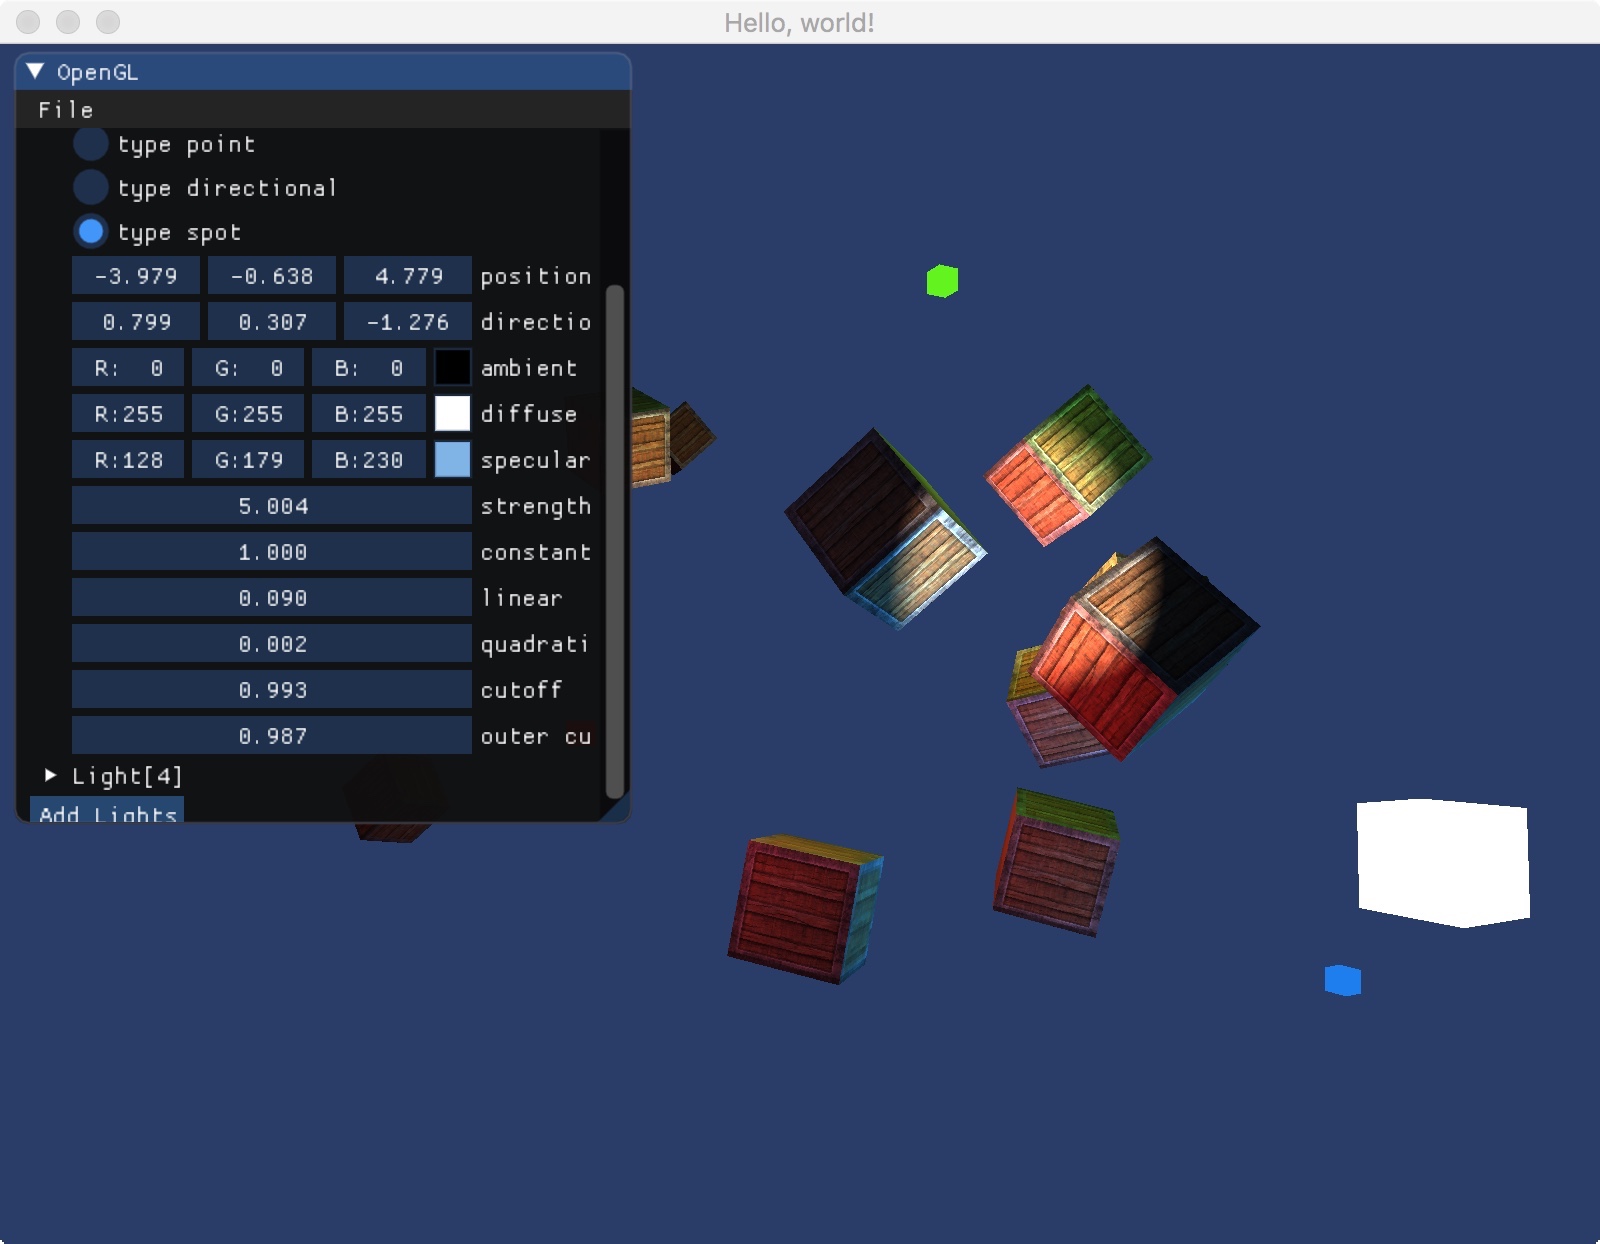 Hello, world!
OpenGL
File
type point
type directional
type spot
-3.979 -0.638 4.779 position
0.799 0.307 -1.276 directio
R: 0 G: 0 B: 0 ambient
R:255 G:255 B:255 diffuse
R:128 G:179 B:230 specular
5.004 strength
1.000 constant
0.090 linear
0.002 quadrati
0.993 cutoff
0.987 outer cu
Light[4]
Add Lights